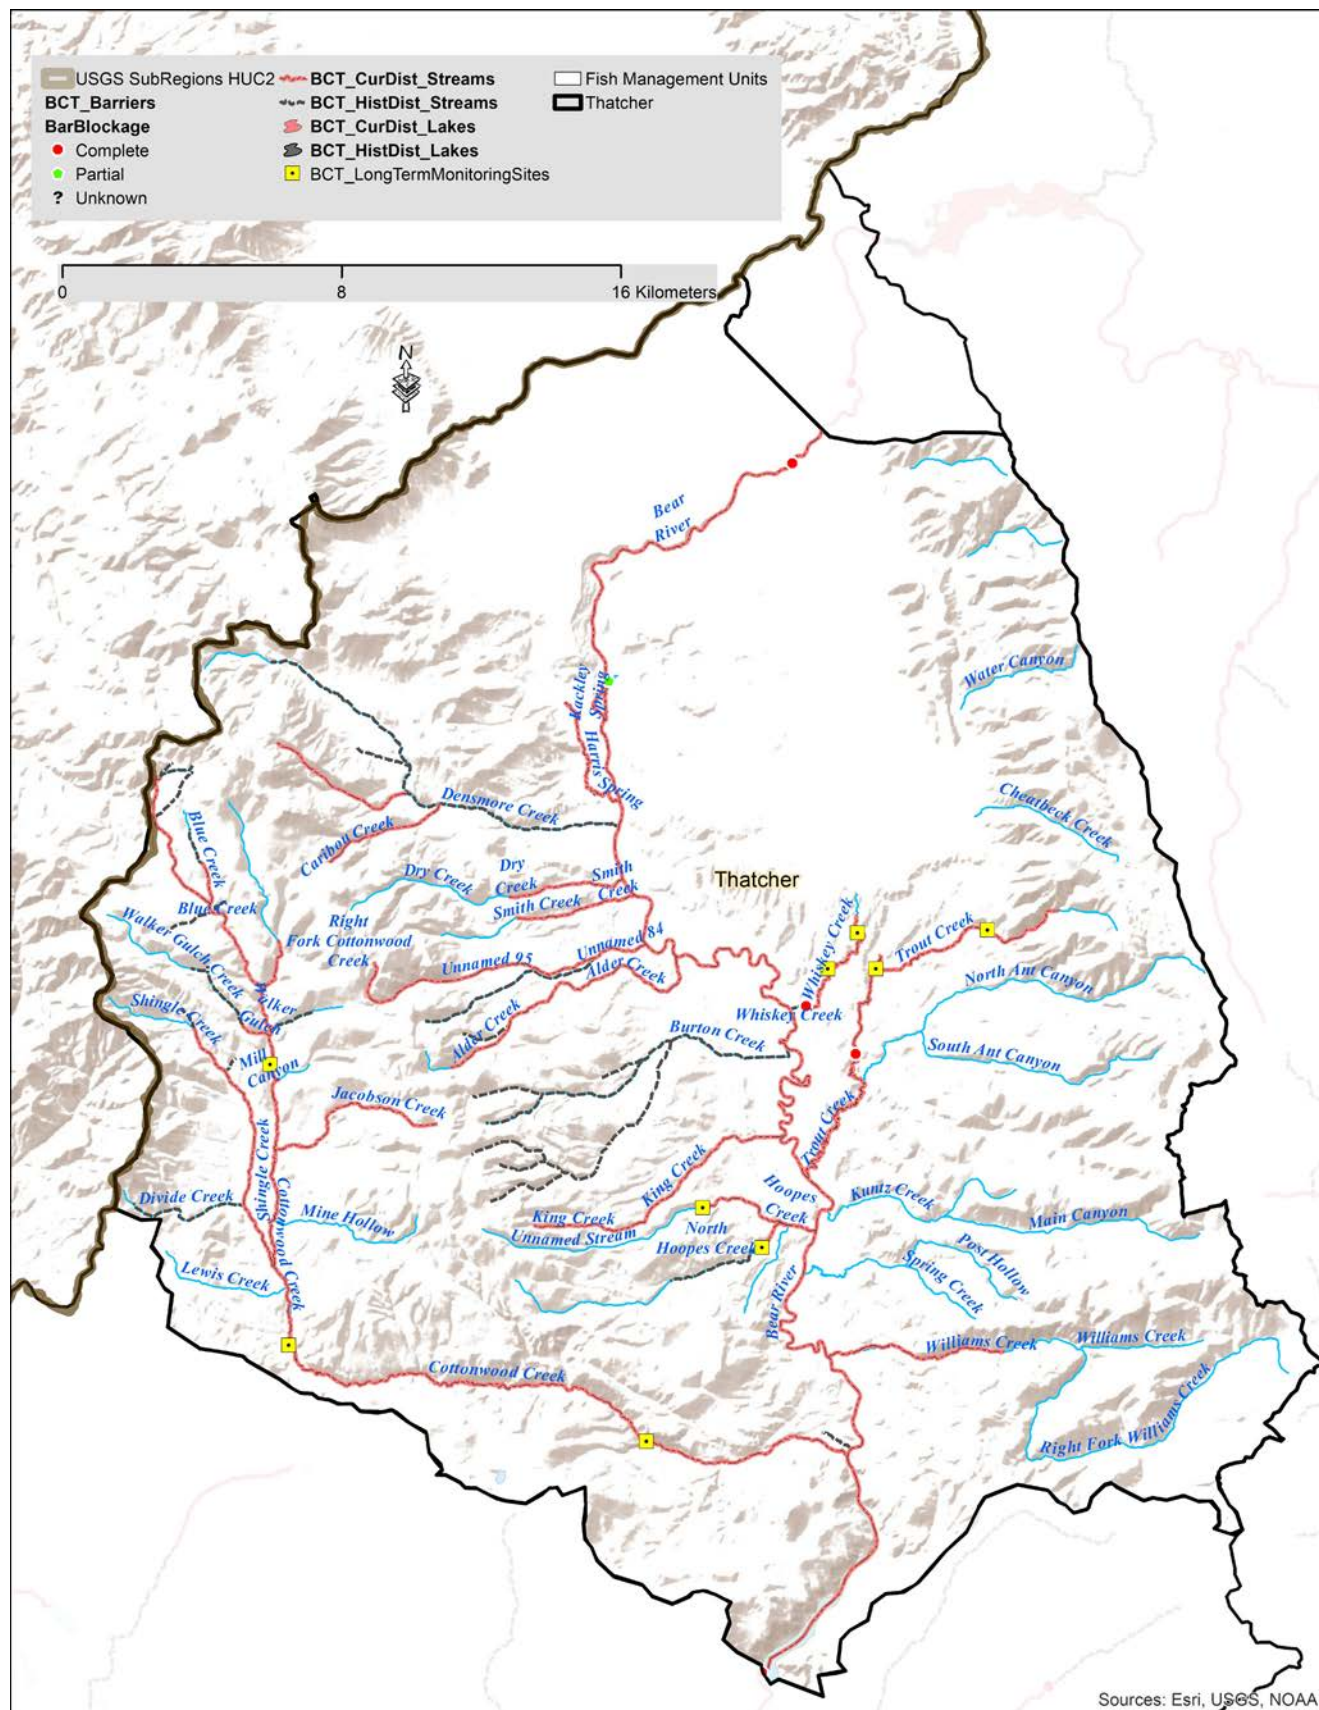 USGS SubRegions HUC2
BCT_Barriers
BarBlockage
Complete
Partial
? Unknown
BCT_CurDist_Streams
BCT_HistDist_Streams
BCT_CurDist_Lakes
BCT_HistDist_Lakes
BCT_LongTermMonitoringSites
Fish Management Units
Thatcher
0 8 16 Kilometers
N
Bear
River
Water Canyon
Kackley
Spring
Harris Spring
Densmore Creek
Caribou Creek
Cheatbeck Creek
Blue Creek
Blue Creek
Dry Creek
Dry
Creek
Smith
Creek
Smith Creek
Thatcher
Right
Fork Cottonwood
Creek
Walker Gulch Creek
Walker
Gulch
Unnamed 95
Unnamed 84
Alder Creek
Alder Creek
Whiskey Creek
Whiskey Creek
Trout Creek
North Ant Canyon
South Ant Canyon
Shingle Creek
Mill
Canyon
Burton Creek
Jacobson Creek
Trout Creek
Shingle Creek
Cottonwood Creek
King Creek
King Creek
Hoopes
Creek
Kuntz Creek
Main Canyon
Divide Creek
Mine Hollow
Unnamed Stream
North
Hoopes Creek
Post Hollow
Spring Creek
Lewis Creek
Bear River
Williams Creek
Williams Creek
Cottonwood Creek
Right Fork Williams Creek
Sources: Esri, USGS, NOAA